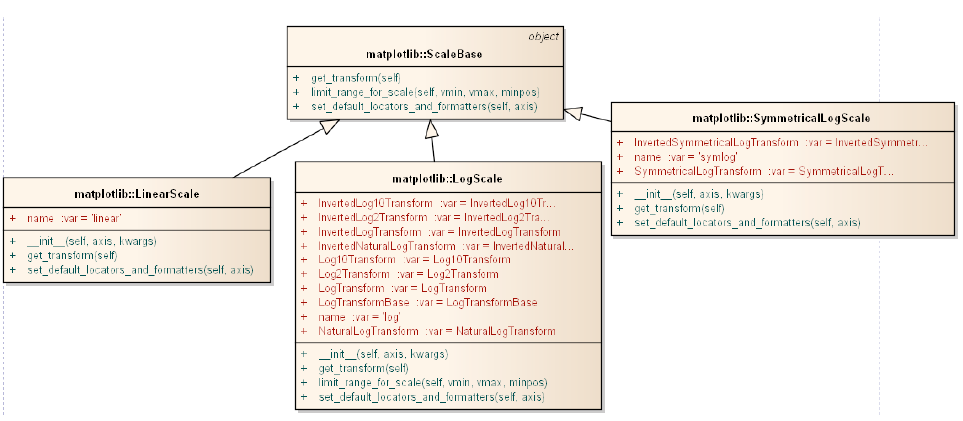 object
matplotlib::ScaleBase
+ get_transform(self)
+ limit_range_for_scale(self, vmin, vmax, minpos)
+ set_default_locators_and_formatters(self, axis)
matplotlib::SymmetricalLogScale
+ InvertedSymmetricalLogTransform :var = InvertedSymmetr...
+ name :var = 'symlog'
+ SymmetricalLogTransform :var = SymmetricalLogT...
+ __init__(self, axis, kwargs)
+ get_transform(self)
+ set_default_locators_and_formatters(self, axis)
matplotlib::LinearScale
+ name :var = 'linear'
+ __init__(self, axis, kwargs)
+ get_transform(self)
+ set_default_locators_and_formatters(self, axis)
matplotlib::LogScale
+ InvertedLog10Transform :var = InvertedLog10Tr...
+ InvertedLog2Transform :var = InvertedLog2Tra...
+ InvertedLogTransform :var = InvertedLogTransform
+ InvertedNaturalLogTransform :var = InvertedNatural...
+ Log10Transform :var = Log10Transform
+ Log2Transform :var = Log2Transform
+ LogTransform :var = LogTransform
+ LogTransformBase :var = LogTransformBase
+ name :var = 'log'
+ NaturalLogTransform :var = NaturalLogTransform
+ __init__(self, axis, kwargs)
+ get_transform(self)
+ limit_range_for_scale(self, vmin, vmax, minpos)
+ set_default_locators_and_formatters(self, axis)